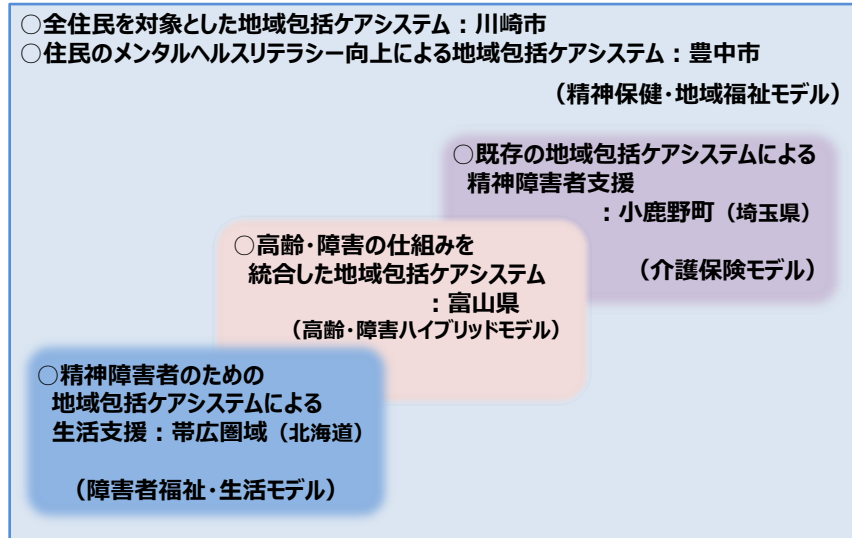 ○全住民を対象とした地域包括ケアシステム：川崎市
○住民のメンタルヘルスリテラシー向上による地域包括ケアシステム：豊中市
（精神保健・地域福祉モデル）
○既存の地域包括ケアシステムによる
精神障害者支援
：小鹿野町（埼玉県）
（介護保険モデル）
○高齢・障害の仕組みを
統合した地域包括ケアシステム
：富山県
（高齢・障害ハイブリッドモデル）
○精神障害者のための
地域包括ケアシステムによる
生活支援：帯広圏域（北海道）
（障害者福祉・生活モデル）